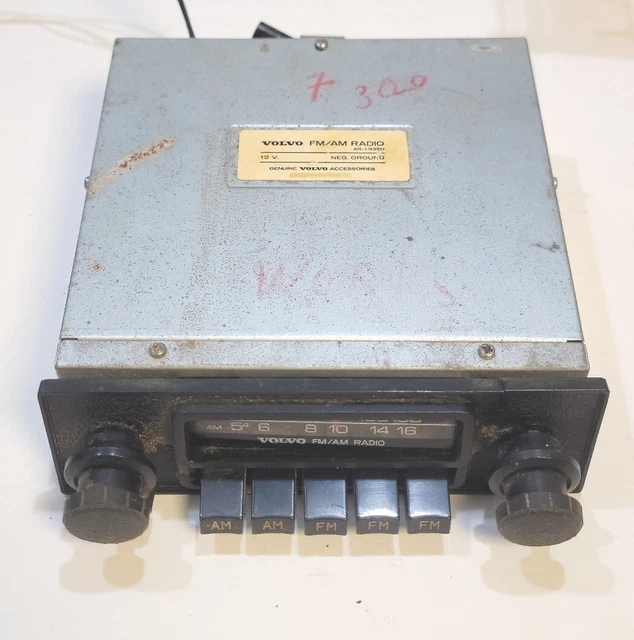 7 300
VOLVO FM/AM RADIO
12 V. NEG. GROUND
GENUINE VOLVO ACCESSORIES
WORKS
AM 54 6 8 10 14 16
VOLVO FM/AM RADIO
AM AM FM FM FM